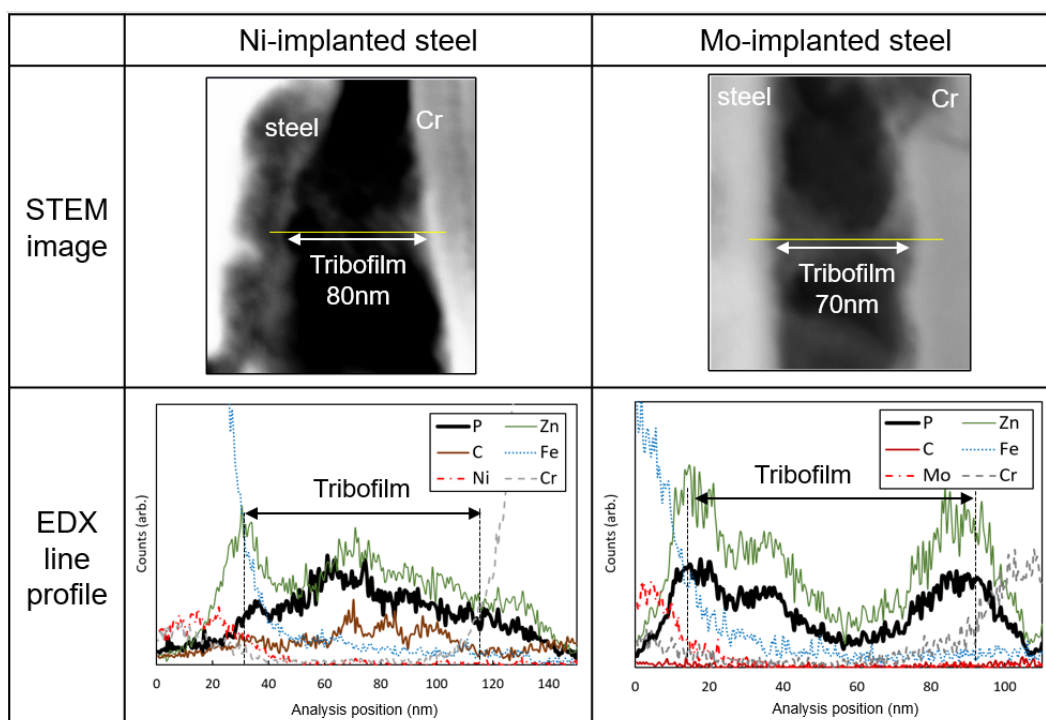 Ni-implanted steel
Mo-implanted steel
STEM
image
steel
Cr
Tribofilm
80nm
steel
Cr
Tribofilm
70nm
EDX
line
profile
Counts (arb.)
P
Zn
C
Fe
Ni
Cr
Tribofilm
0
20
40
60
80
100
120
140
Analysis position (nm)
Counts (arb.)
P
Zn
C
Fe
Mo
Cr
Tribofilm
0
20
40
60
80
100
Analysis position (nm)